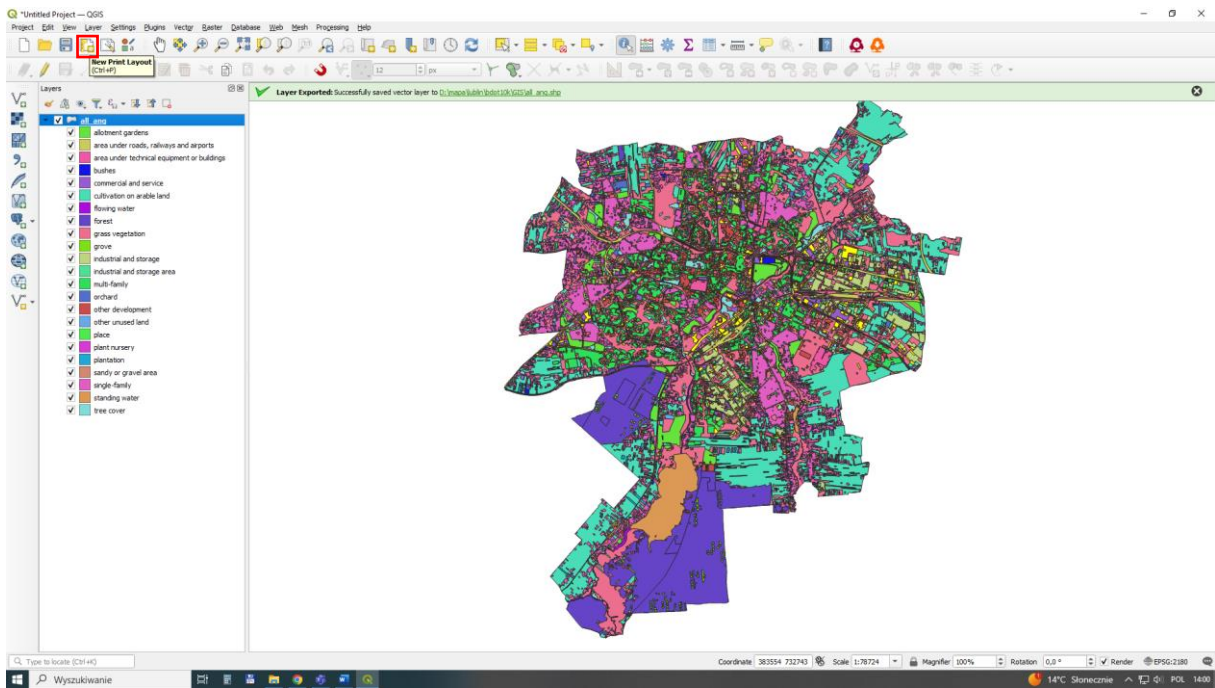 *Untitled Project — QGIS
Project Edit View Layer Settings Plugins Vector Raster Database Web Mesh Processing Help
New Print Layout
(Ctrl+P)
12 px
Layers
Layer Exported: Successfully saved vector layer to D:\mapa\lublin\bdot10k\GIS\all_ang.shp
all_ang
allotment gardens
area under roads, railways and airports
area under technical equipment or buildings
bushes
commercial and service
cultivation on arable land
flowing water
forest
grass vegetation
grove
industrial and storage
industrial and storage area
multi-family
orchard
other development
other unused land
place
plant nursery
plantation
sandy or gravel area
single-family
standing water
tree cover
Type to locate (Ctrl+K)
Coordinate 383554 732743 Scale 1:78724 Magnifier 100% Rotation 0,0 ° Render EPSG:2180
Wyszukiwanie
14°C Słonecznie POL 14:00